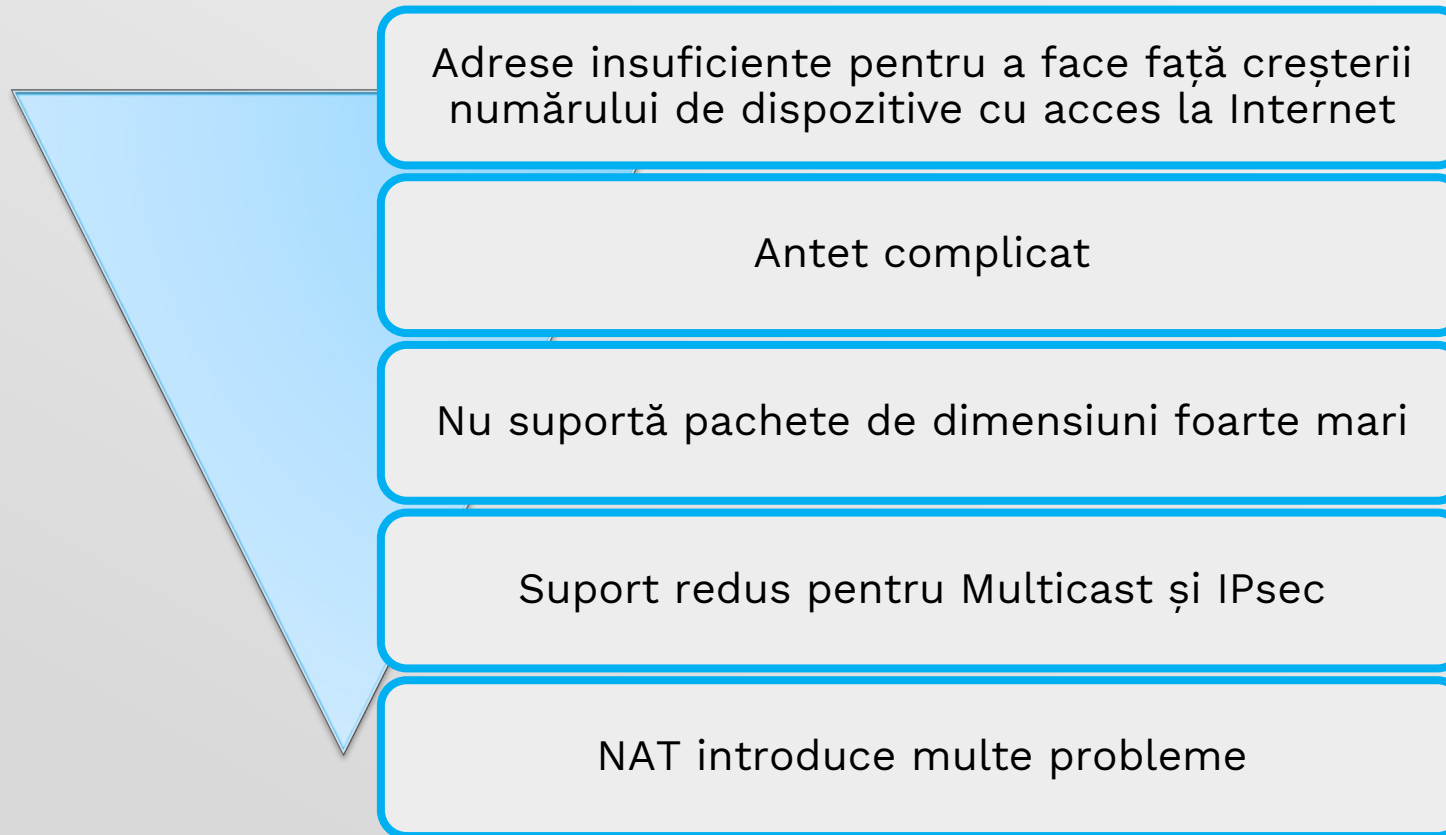 Adrese insuficiente pentru a face față creșterii
numărului de dispozitive cu acces la Internet
Antet complicat
Nu suportă pachete de dimensiuni foarte mari
Suport redus pentru Multicast și IPsec
NAT introduce multe probleme